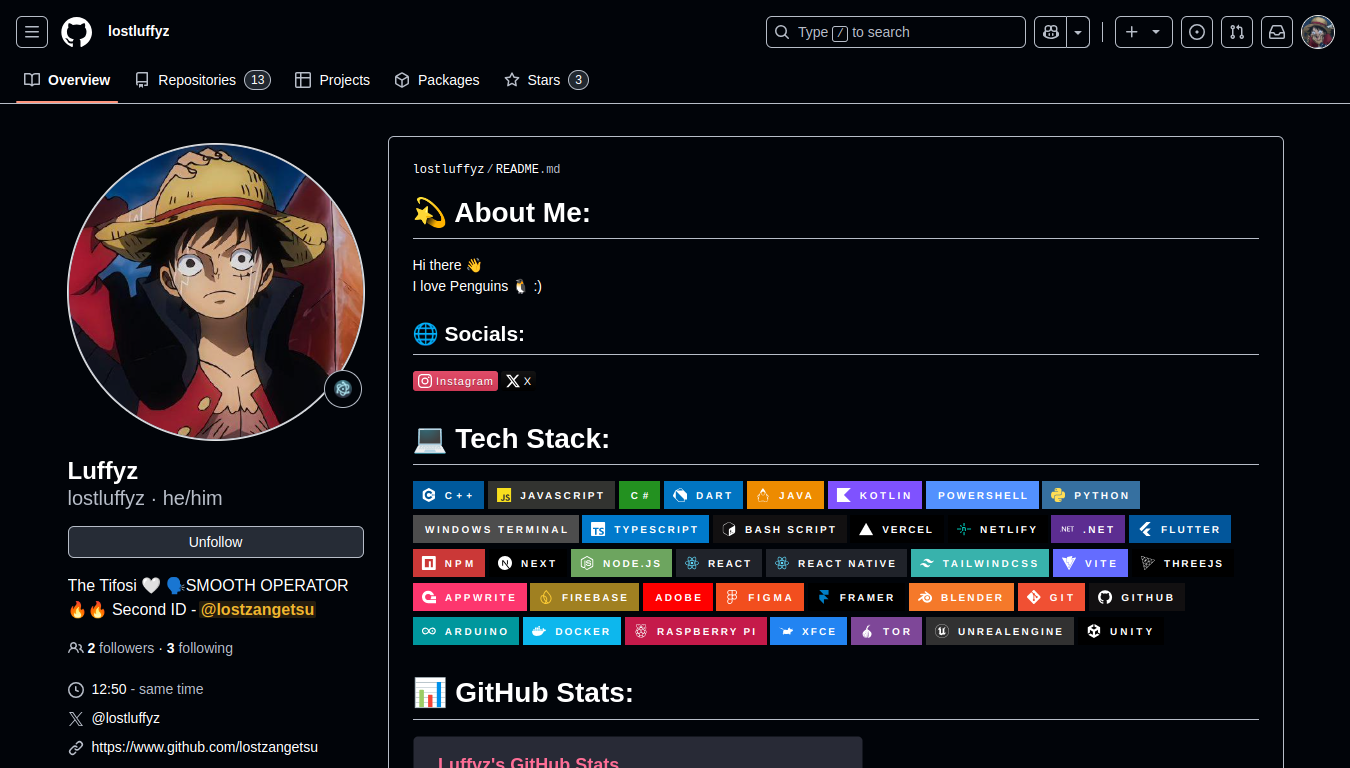 lostluffyz
Type / to search
Overview Repositories 13 Projects Packages Stars 3
lostluffyz/README.md
💫 About Me:
Hi there 👋
I love Penguins 🐧 :)
🌐 Socials:
Instagram X
💻 Tech Stack:
C++ JAVASCRIPT C# DART JAVA KOTLIN POWERSHELL PYTHON
WINDOWS TERMINAL TYPESCRIPT BASH SCRIPT VERCEL NETLIFY .NET FLUTTER
NPM NEXT NODE.JS REACT REACT NATIVE TAILWINDCSS VITE THREEJS
APPWRITE FIREBASE ADOBE FIGMA FRAMER BLENDER GIT GITHUB
ARDUINO DOCKER RASPBERRY PI XFCE TOR UNREALENGINE UNITY
📊 GitHub Stats:
Luffyz's GitHub Stats
Luffyz
lostluffyz · he/him
Unfollow
The Tifosi 🤍 🗣️SMOOTH OPERATOR
🔥🔥 Second ID - @lostzangetsu
2 followers · 3 following
12:50 - same time
@lostluffyz
https://www.github.com/lostzangetsu